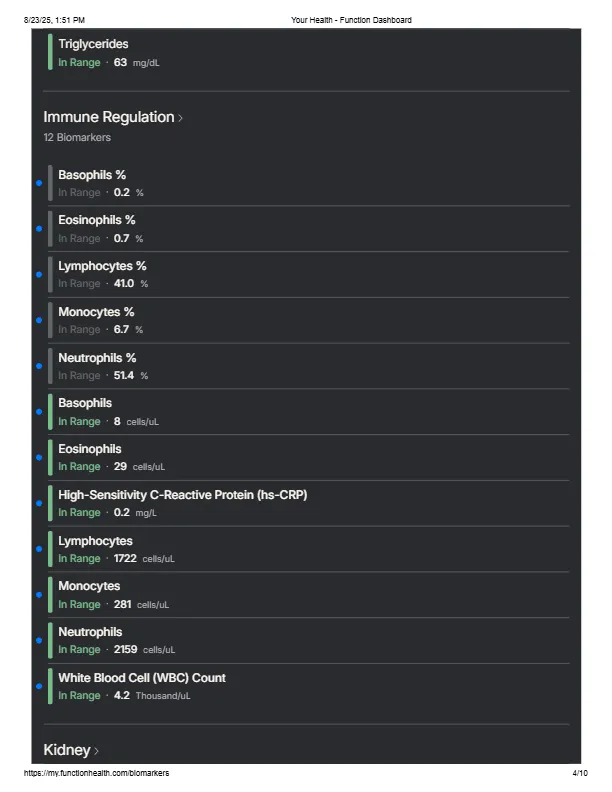 8/23/25, 1:51 PM
Your Health - Function Dashboard
Triglycerides
In Range · 63 mg/dL
Immune Regulation ›
12 Biomarkers
Basophils %
In Range · 0.2 %
Eosinophils %
In Range · 0.7 %
Lymphocytes %
In Range · 41.0 %
Monocytes %
In Range · 6.7 %
Neutrophils %
In Range · 51.4 %
Basophils
In Range · 8 cells/uL
Eosinophils
In Range · 29 cells/uL
High-Sensitivity C-Reactive Protein (hs-CRP)
In Range · 0.2 mg/L
Lymphocytes
In Range · 1722 cells/uL
Monocytes
In Range · 281 cells/uL
Neutrophils
In Range · 2159 cells/uL
White Blood Cell (WBC) Count
In Range · 4.2 Thousand/uL
Kidney ›
https://my.functionhealth.com/biomarkers
4/10